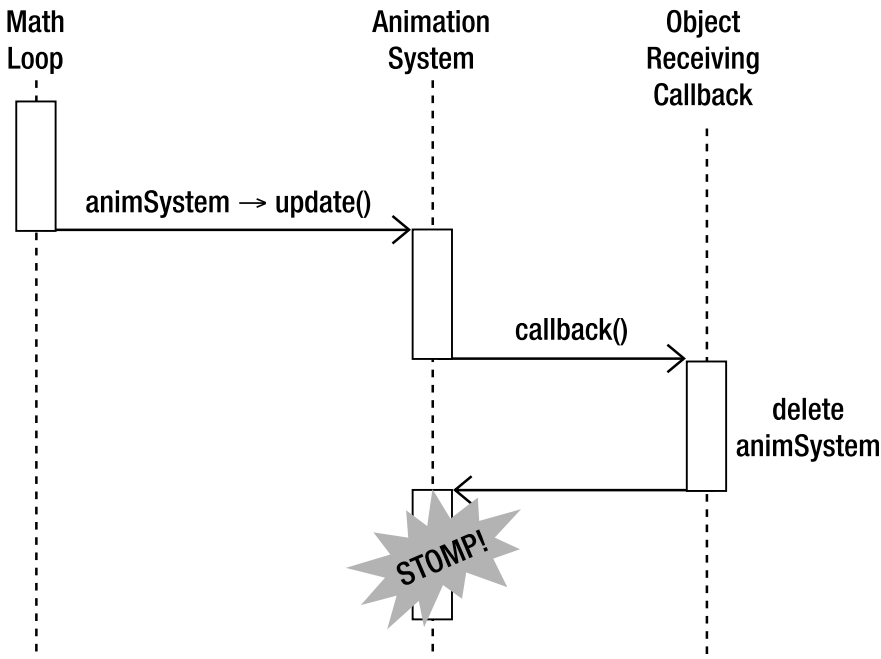 Math
Loop
Animation
System
Object
Receiving
Callback
animSystem → update()
callback()
delete
animSystem
STOMP!